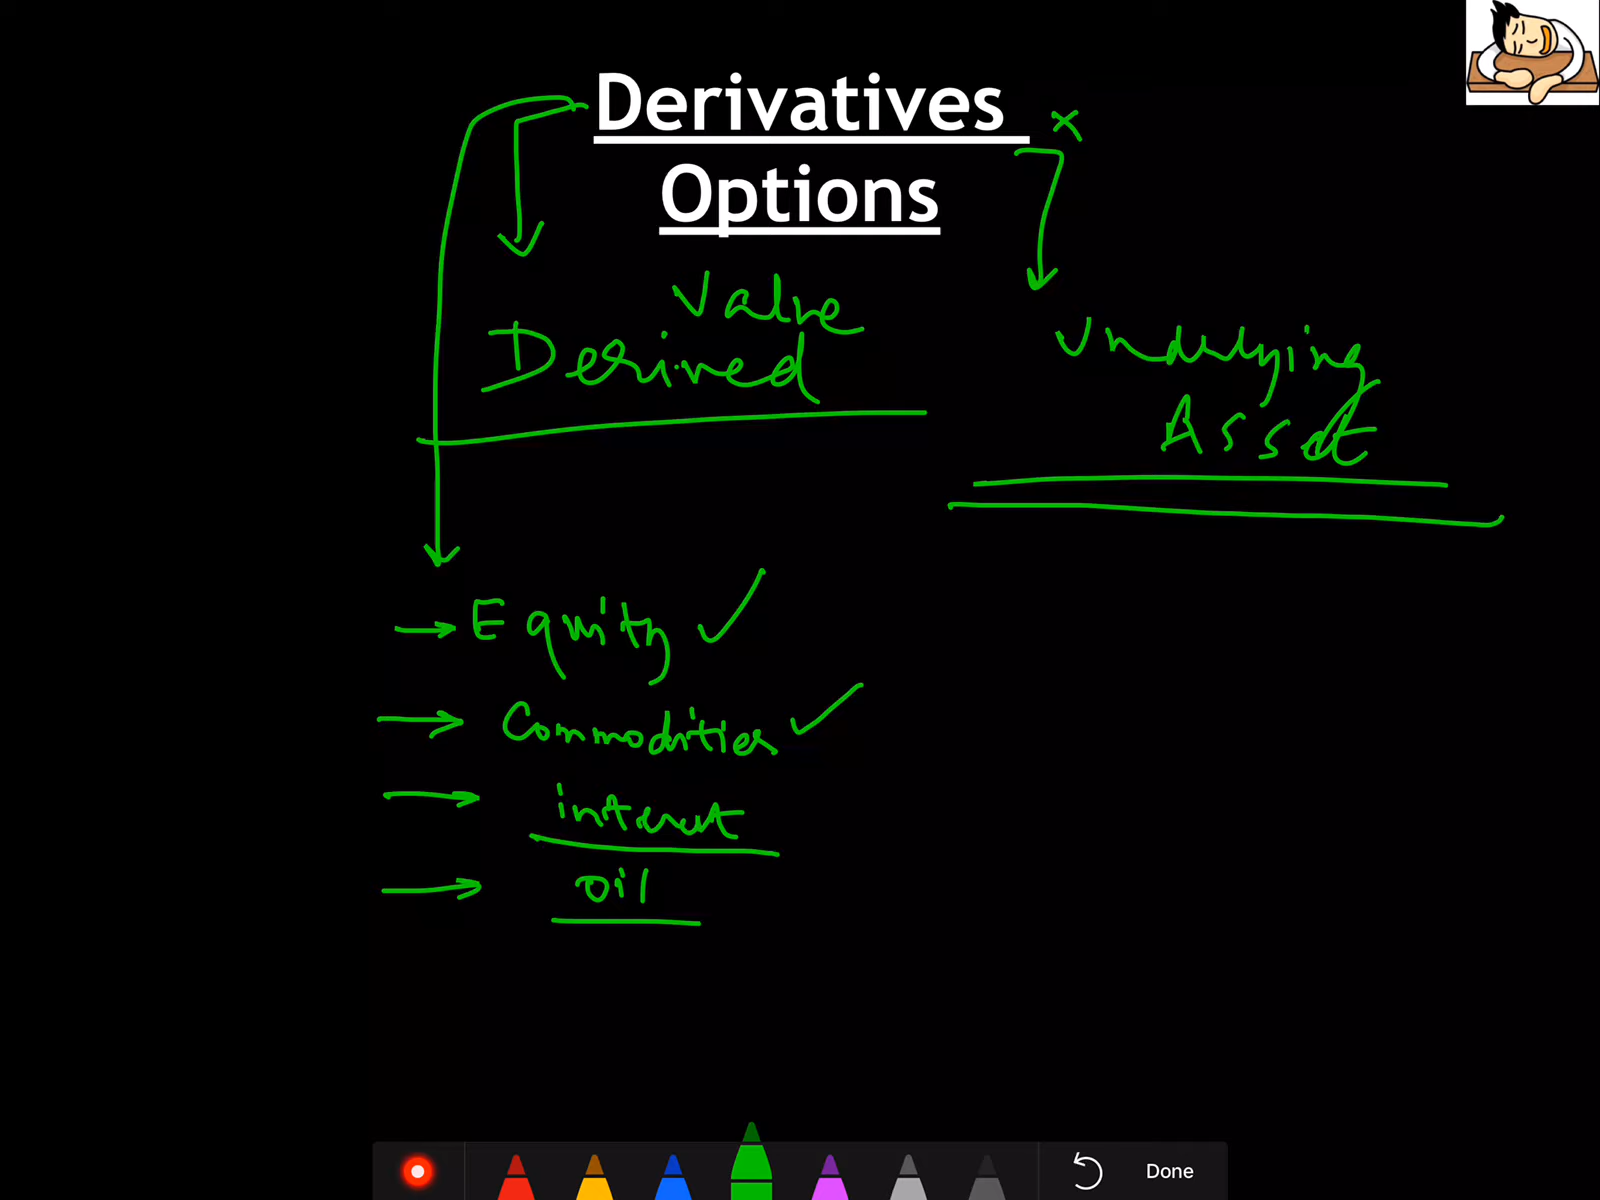 Derivatives
Options
Value
Derived
Underlying
Asset
Equity
Commodities
interest
oil
Done